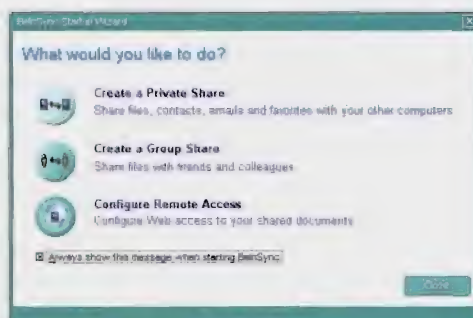 BeInSync Startup Wizard
What would you like to do?
Create a Private Share
Share files, contacts, emails and favorites with your other computers
Create a Group Share
Share files with friends and colleagues
Configure Remote Access
Configure Web access to your shared documents
Always show this message when starting BeInSync
Close